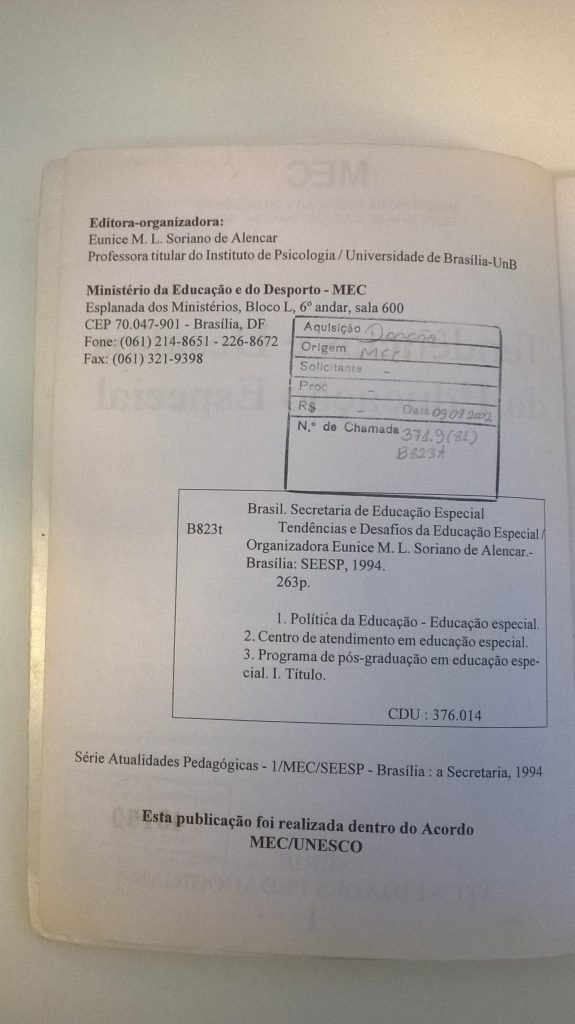 MEC
Editora-organizadora:
Eunice M. L. Soriano de Alencar
Professora titular do Instituto de Psicologia / Universidade de Brasília-UnB
Ministério da Educação e do Desporto - MEC
Esplanada dos Ministérios, Bloco L, 6º andar, sala 600
CEP 70.047-901 - Brasília, DF
Fone: (061) 214-8651 - 226-8672
Fax: (061) 321-9398
Aquisição Doação
Origem MEC
Solicitante -
Proc -
R$ - Data
N.º de Chamada 371.9(81)
B823t
Brasil. Secretaria de Educação Especial
B823t Tendências e Desafios da Educação Especial/
Organizadora Eunice M. L. Soriano de Alencar.-
Brasília: SEESP, 1994.
263p.
1. Política da Educação - Educação especial.
2. Centro de atendimento em educação especial.
3. Programa de pós-graduação em educação espe-
cial. I. Título.
CDU : 376.014
Série Atualidades Pedagógicas - 1/MEC/SEESP - Brasília : a Secretaria, 1994
Esta publicação foi realizada dentro do Acordo
MEC/UNESCO